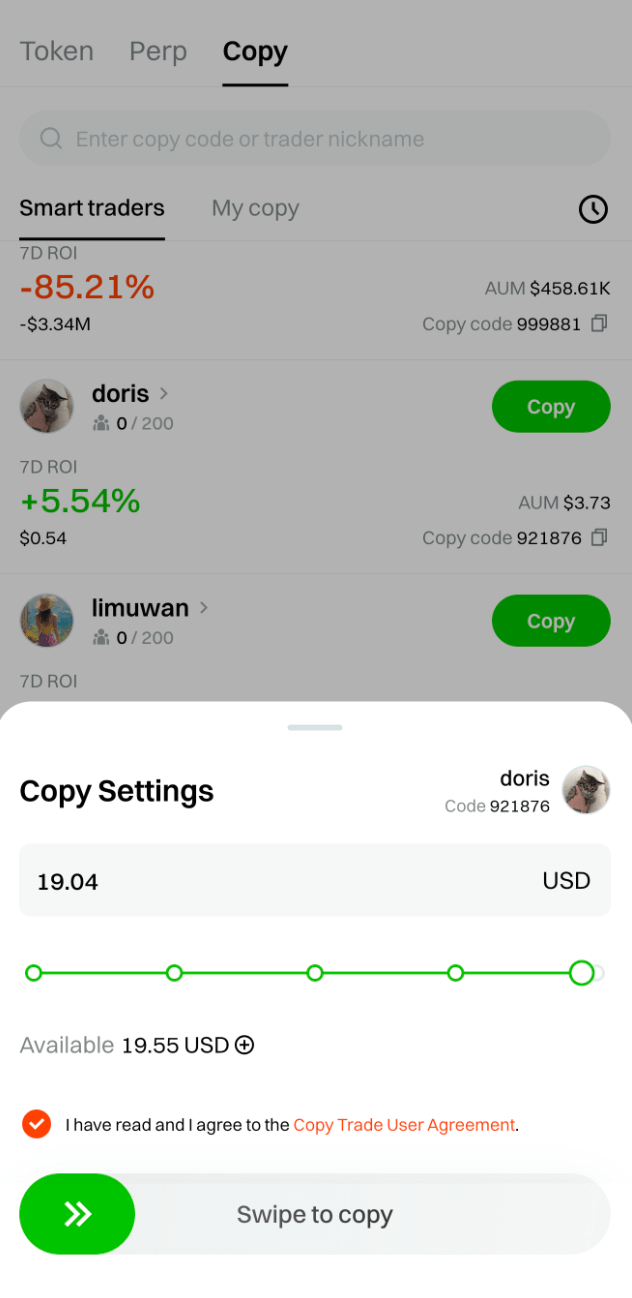 Token Perp Copy
Enter copy code or trader nickname
Smart traders My copy
7D ROI
-85.21%
AUM $458.61K
-$3.34M
Copy code 999881
doris
0 / 200
Copy
7D ROI
+5.54%
AUM $3.73
$0.54
Copy code 921876
limuwan
0 / 200
Copy
7D ROI
Copy Settings
doris
Code 921876
19.04 USD
Available 19.55 USD
I have read and I agree to the Copy Trade User Agreement.
Swipe to copy